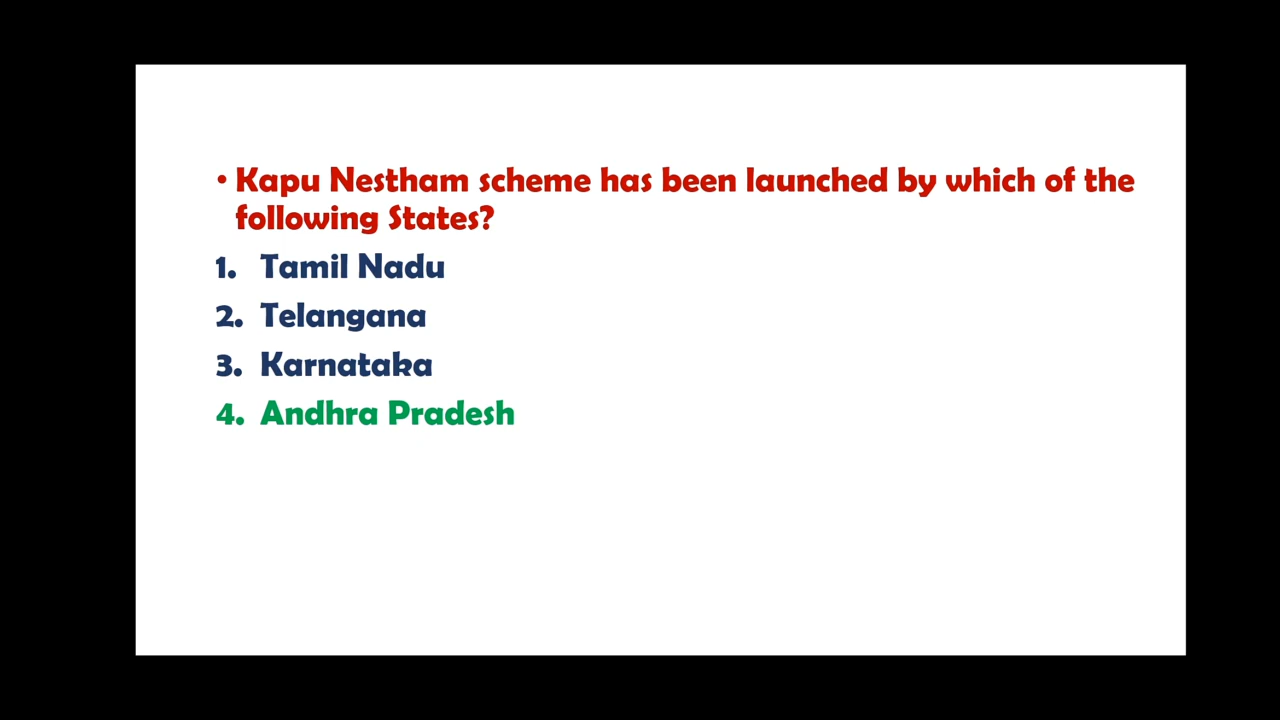 • Kapu Nestham scheme has been launched by which of the
following States?
1. Tamil Nadu
2. Telangana
3. Karnataka
4. Andhra Pradesh